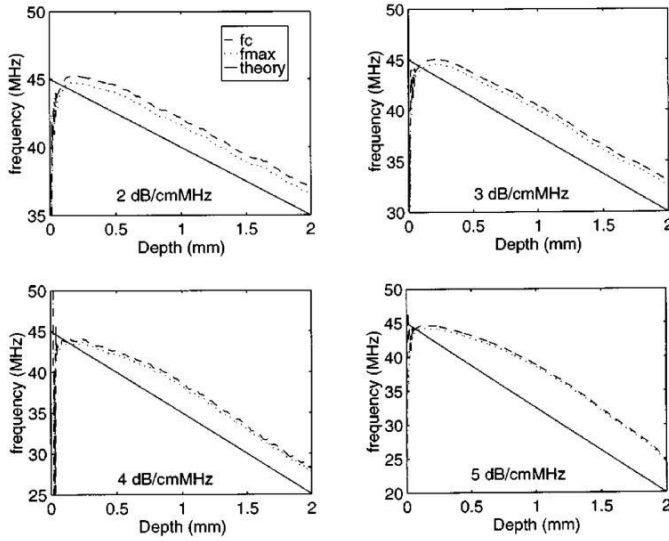 50
45
40
35
frequency (MHz)
fc
fmax
theory
2 dB/cmMHz
0 0.5 1 1.5 2
Depth (mm)
50
45
40
35
30
frequency (MHz)
3 dB/cmMHz
0 0.5 1 1.5 2
Depth (mm)
50
45
40
35
30
25
frequency (MHz)
4 dB/cmMHz
0 0.5 1 1.5 2
Depth (mm)
50
45
40
35
30
25
20
frequency (MHz)
5 dB/cmMHz
0 0.5 1 1.5 2
Depth (mm)